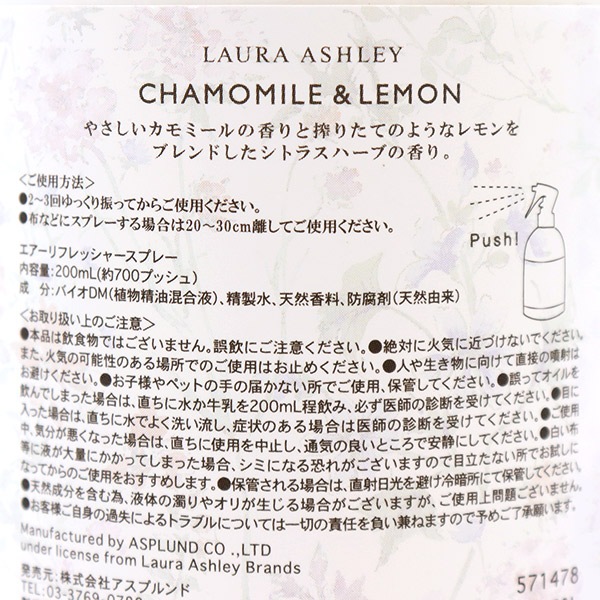 LAURA ASHLEY
CHAMOMILE & LEMON
やさしいカモミールの香りと搾りたてのようなレモンを
ブレンドしたシトラスハーブの香り。
＜ご使用方法＞
●2〜3回ゆっくり振ってからご使用ください。
●布などにスプレーする場合は20〜30cm離してご使用ください。
Push!
エアーリフレッシャースプレー
内容量:200mL(約700プッシュ)
成　分:バイオDM(植物精油混合液)、精製水、天然香料、防腐剤(天然由来)
＜お取り扱い上のご注意＞
●本品は飲食物ではございません。誤飲にご注意ください。●絶対に火気に近づけないでください。
また、火気の可能性のある場所でのご使用はお止めください。●人や生き物に向けて直接の噴射は
お避けください。●お子様やペットの手の届かない所でご使用、保管してください。●誤ってオイルを
飲んでしまった場合は、直ちに水か牛乳を200mL程飲み、必ず医師の診断を受けてください。●目に
入った場合は、直ちに水でよく洗い流し、症状のある場合は医師の診断を受けてください。●ご使用
中、気分が悪くなった場合は、直ちに使用を中止し、通気の良いところで安静にしてください。●白い布
等に液が大量にかかってしまった場合、シミになる恐れがございますので目立たない所でお試しに
なってからのご使用をおすすめします。●保管される場合は、直射日光を避け冷暗所にて保管してください。
●天然成分を含む為、液体の濁りやオリが生じる場合がございますが、ご使用上問題ございません。
●お客様ご自身の過失によるトラブルについては一切の責任を負い兼ねますので予めご了承願います。
Manufactured by ASPLUND CO .,LTD
under license from Laura Ashley Brands
発売元:株式会社アスプルンド
571478
TEL:03-3769-0788